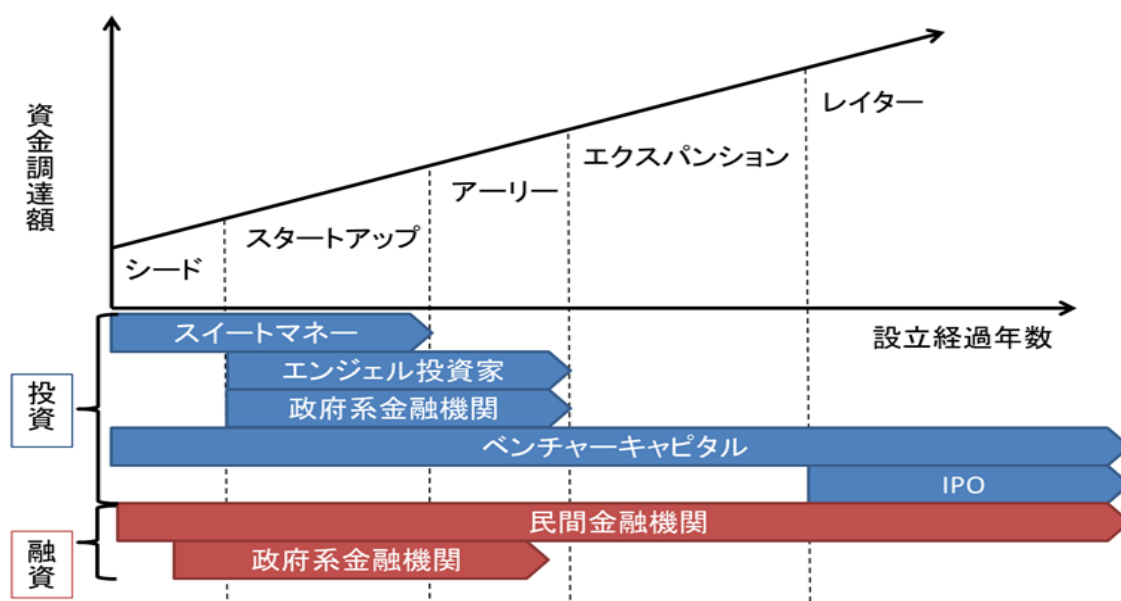 資金調達額
レイター
エクスパンション
アーリー
スタートアップ
シード
設立経過年数
投資
スイートマネー
エンジェル投資家
政府系金融機関
ベンチャーキャピタル
IPO
融資
民間金融機関
政府系金融機関